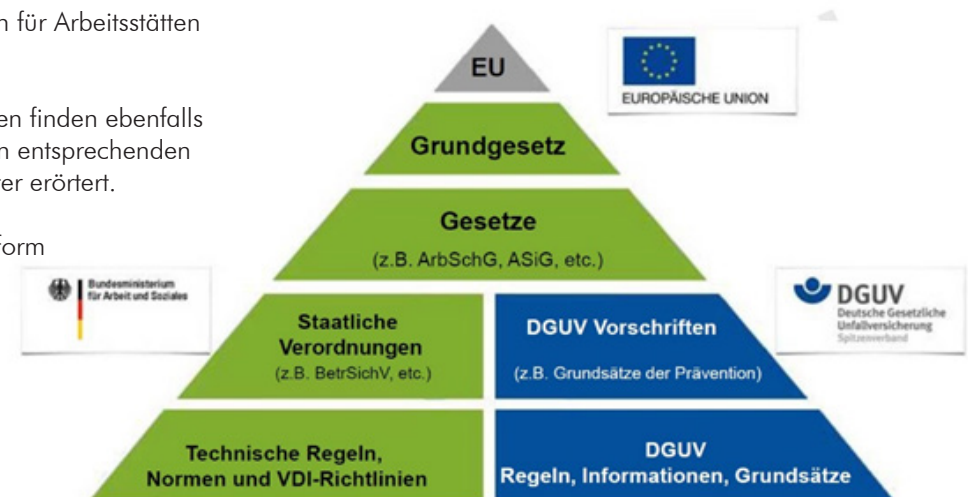 n für Arbeitsstätten
en finden ebenfalls
n entsprechenden
er erörtert.
form
EU
EUROPÄISCHE UNION
Grundgesetz
Gesetze
(z.B. ArbSchG, ASiG, etc.)
Bundesministerium
für Arbeit und Soziales
DGUV
Deutsche Gesetzliche
Unfallversicherung
Spitzenverband
Staatliche
Verordnungen
(z.B. BetrSichV, etc.)
DGUV Vorschriften
(z.B. Grundsätze der Prävention)
Technische Regeln,
Normen und VDI-Richtlinien
DGUV
Regeln, Informationen, Grundsätze